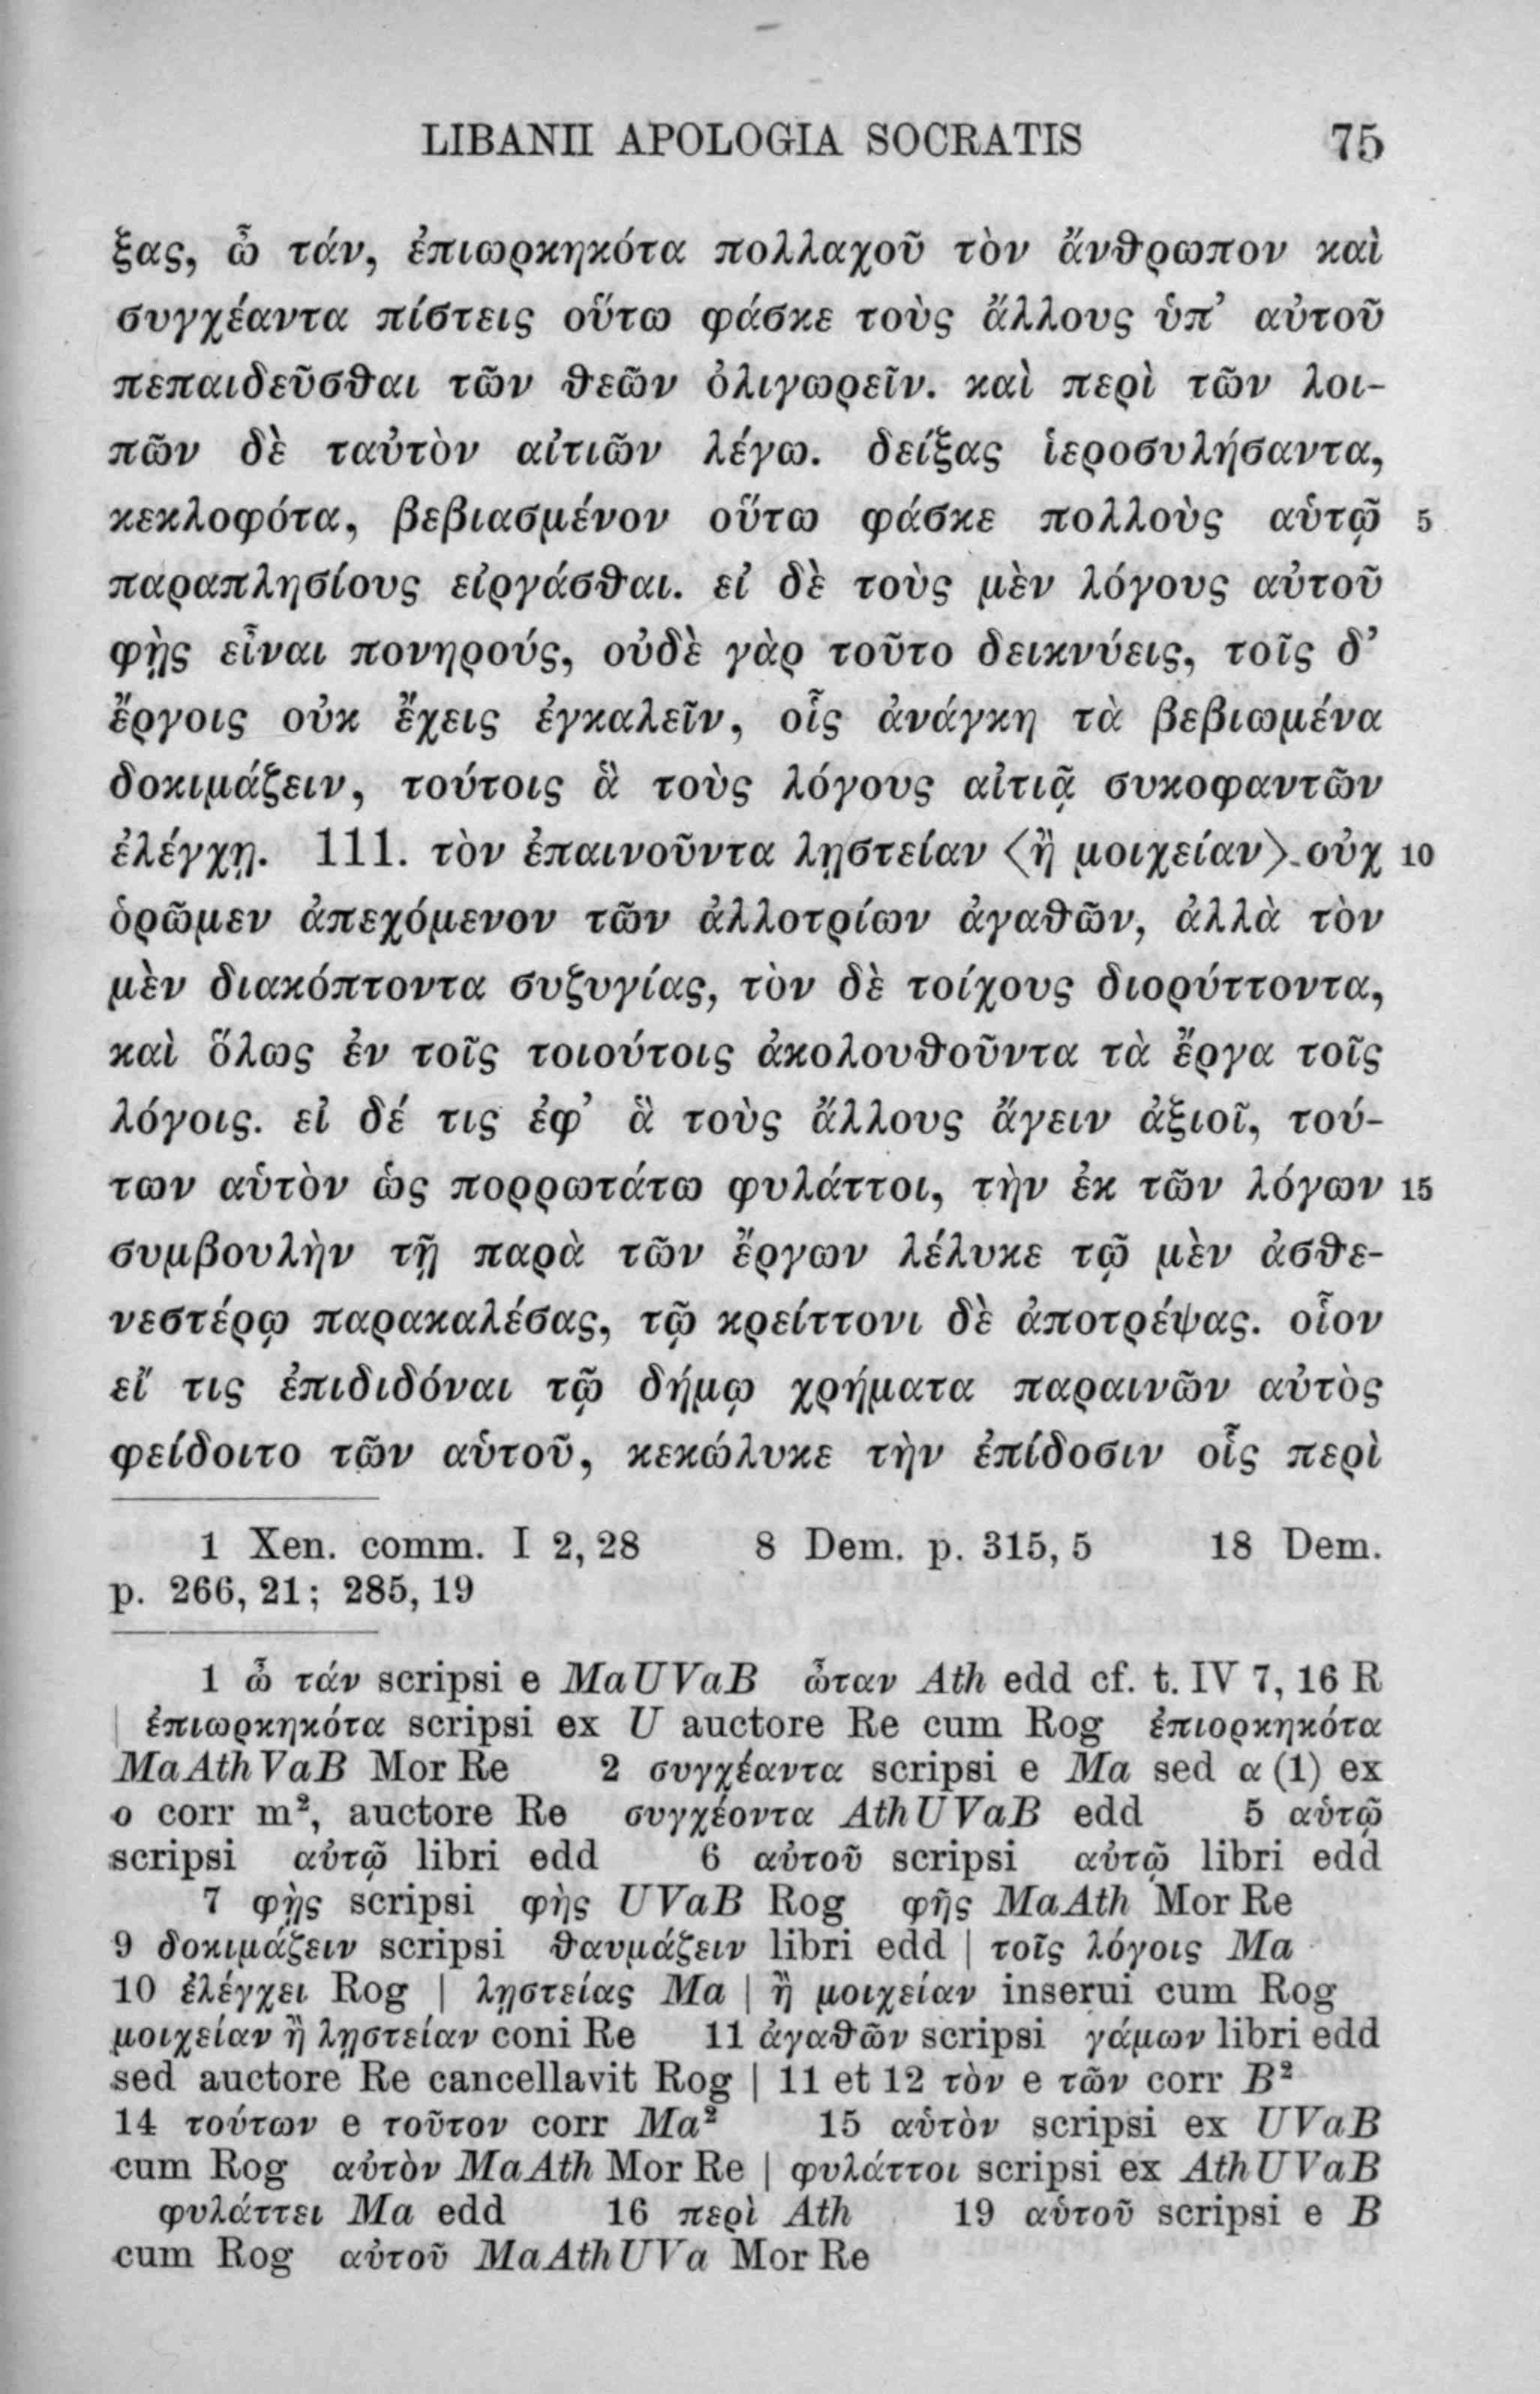 LIBANII APOLOGIA SOCRATIS 75
ξας, ὦ τάν, ἐπιωρκηκότα πολλαχοῦ τὸν ἄνθρωπον καὶ
συγχέαντα πίστεις οὕτω φάσκε τοὺς ἄλλους ὑπ’ αὐτοῦ
πεπαιδεῦσθαι τῶν θεῶν ὀλιγωρεῖν. καὶ περὶ τῶν λοι-
πῶν δὲ ταὐτὸν αἰτιῶν λέγω. δείξας ἱεροσυλήσαντα,
κεκλοφότα, βεβιασμένον οὕτω φάσκε πολλοὺς αὑτῷ 5
παραπλησίους εἰργάσθαι. εἰ δὲ τοὺς μὲν λόγους αὐτοῦ
φῂς εἶναι πονηρούς, οὐδὲ γὰρ τοῦτο δεικνύεις, τοῖς δ’
ἔργοις οὐκ ἔχεις ἐγκαλεῖν, οἷς ἀνάγκη τὰ βεβιωμένα
δοκιμάζειν, τούτοις ἃ τοὺς λόγους αἰτιᾷ συκοφαντῶν
ἐλέγχῃ. 111. τὸν ἐπαινοῦντα λῃστείαν ⟨ἢ μοιχείαν⟩ οὐχ 10
ὁρῶμεν ἀπεχόμενον τῶν ἀλλοτρίων ἀγαθῶν, ἀλλὰ τὸν
μὲν διακόπτοντα συζυγίας, τὸν δὲ τοίχους διορύττοντα,
καὶ ὅλως ἐν τοῖς τοιούτοις ἀκολουθοῦντα τὰ ἔργα τοῖς
λόγοις. εἰ δέ τις ἐφ’ ἃ τοὺς ἄλλους ἄγειν ἀξιοῖ, τού-
των αὑτὸν ὡς πορρωτάτω φυλάττοι, τὴν ἐκ τῶν λόγων 15
συμβουλὴν τῇ παρὰ τῶν ἔργων λέλυκε τῷ μὲν ἀσθε-
νεστέρῳ παρακαλέσας, τῷ κρείττονι δὲ ἀποτρέψας. οἷον
εἴ τις ἐπιδιδόναι τῷ δήμῳ χρήματα παραινῶν αὐτὸς
φείδοιτο τῶν αὑτοῦ, κεκώλυκε τὴν ἐπίδοσιν οἷς περὶ
1 Xen. comm. I 2, 28 8 Dem. p. 315, 5 18 Dem.
p. 266, 21; 285, 19
1 ὦ τάν scripsi e MaUVaB ὦταν Ath edd cf. t. IV 7, 16 R
| ἐπιωρκηκότα scripsi ex U auctore Re cum Rog ἐπιορκηκότα
MaAthVaB Mor Re 2 συγχέαντα scripsi e Ma sed α (1) ex
ο corr m², auctore Re συγχέοντα AthUVaB edd 5 αὑτῷ
scripsi αὐτῷ libri edd 6 αὐτοῦ scripsi αὐτῷ libri edd
7 φῂς scripsi φὴς UVaB Rog φῆς MaAth Mor Re
9 δοκιμάζειν scripsi θαυμάζειν libri edd | τοῖς λόγοις Ma
10 ἐλέγχει Rog | λῃστείας Ma | ἢ μοιχείαν inserui cum Rog
μοιχείαν ἢ λῃστείαν coni Re 11 ἀγαθῶν scripsi γάμων libri edd
sed auctore Re cancellavit Rog | 11 et 12 τὸν e τῶν corr B²
14 τούτων e τοῦτον corr Ma² 15 αὑτὸν scripsi ex UVaB
cum Rog αὐτὸν MaAth Mor Re | φυλάττοι scripsi ex AthUVaB
φυλάττει Ma edd 16 περὶ Ath 19 αὑτοῦ scripsi e B
cum Rog αὐτοῦ MaAthUVa Mor Re